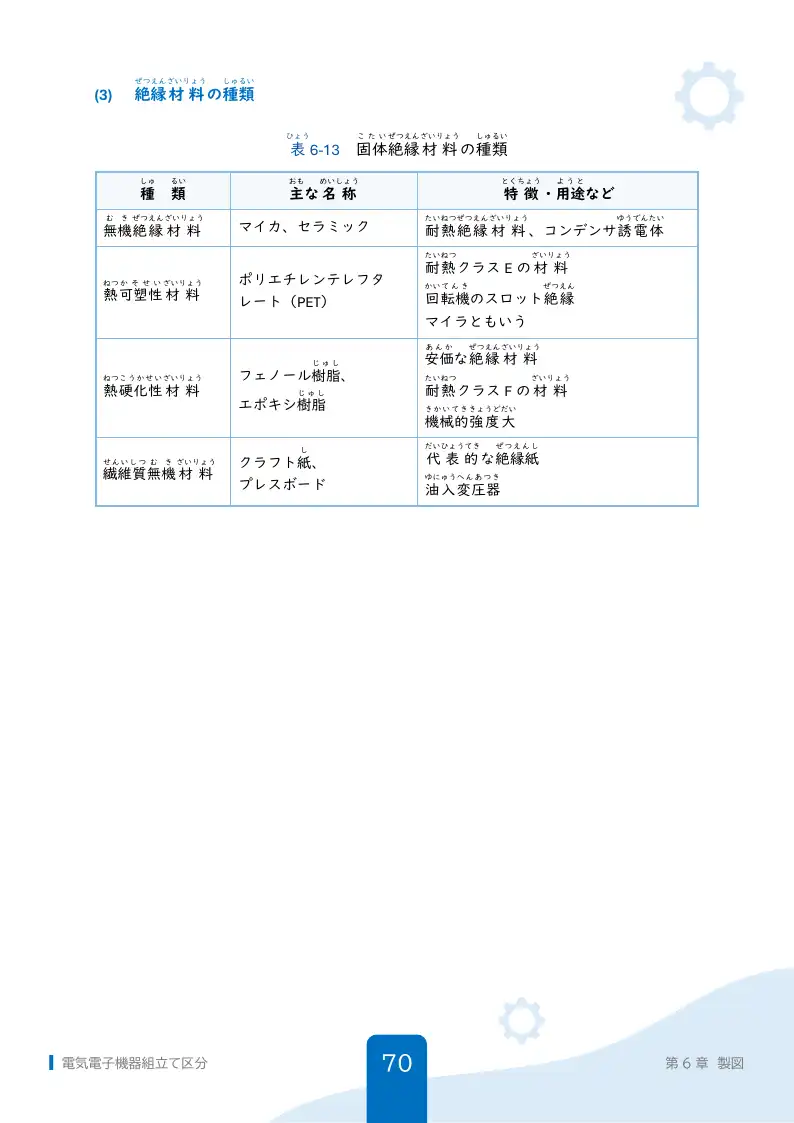 (3) 絶縁材料の種類
表 6-13 固体絶縁材料の種類
種 類 主な名称 特徴・用途など
無機絶縁材料 マイカ、セラミック 耐熱絶縁材料、コンデンサ誘電体
熱可塑性材料 ポリエチレンテレフタ
レート（PET） 耐熱クラス E の材料
回転機のスロット絶縁
マイラともいう
熱硬化性材料 フェノール樹脂、
エポキシ樹脂 安価な絶縁材料
耐熱クラス F の材料
機械的強度大
繊維質無機材料 クラフト紙、
プレスボード 代表的な絶縁紙
油入変圧器
電気電子機器組立て区分 70 第 6 章 製図